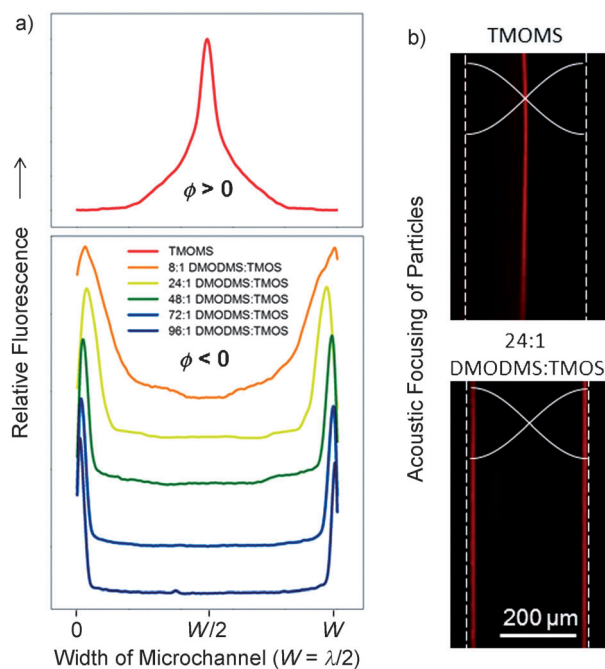 a)
Relative Fluorescence
ϕ > 0
TMOMS
8:1 DMODMS:TMOS
24:1 DMODMS:TMOS
48:1 DMODMS:TMOS
72:1 DMODMS:TMOS
96:1 DMODMS:TMOS
ϕ < 0
0
W/2
W
Width of Microchannel (W = λ/2)
b)
Acoustic Focusing of Particles
TMOMS
24:1
DMODMS:TMOS
200 µm